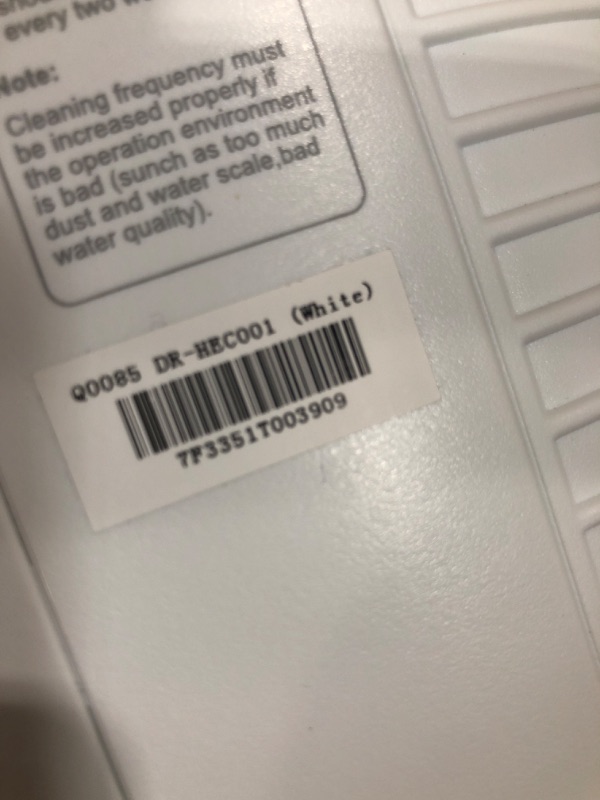 every two
Note:
Cleaning frequency must
be increased properly if
the operation environment
is bad (sunch as too much
dust and water scale,bad
water quality).
Q0085 DR-HEC001 (White)
7F3351T003909